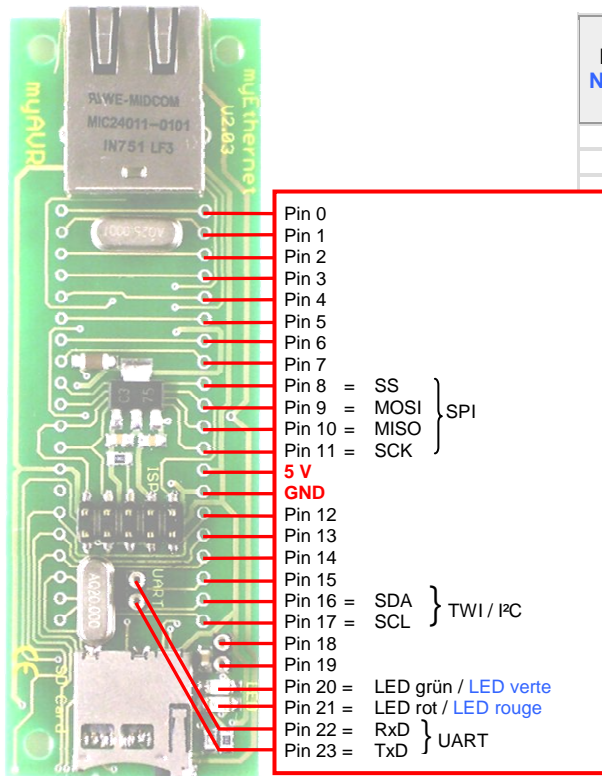 myAVR
myEthernet
V2.03
MIC24011-0101
IN751 LF3
N
Pin 0
Pin 1
Pin 2
Pin 3
Pin 4
Pin 5
Pin 6
Pin 7
Pin 8 = SS
Pin 9 = MOSI
Pin 10 = MISO
Pin 11 = SCK
SPI
5 V
GND
Pin 12
Pin 13
Pin 14
Pin 15
Pin 16 = SDA
Pin 17 = SCL
TWI / I²C
Pin 18
Pin 19
Pin 20 = LED grün / LED verte
Pin 21 = LED rot / LED rouge
Pin 22 = RxD
Pin 23 = TxD
UART
ISP
UART
SD-Card
CE